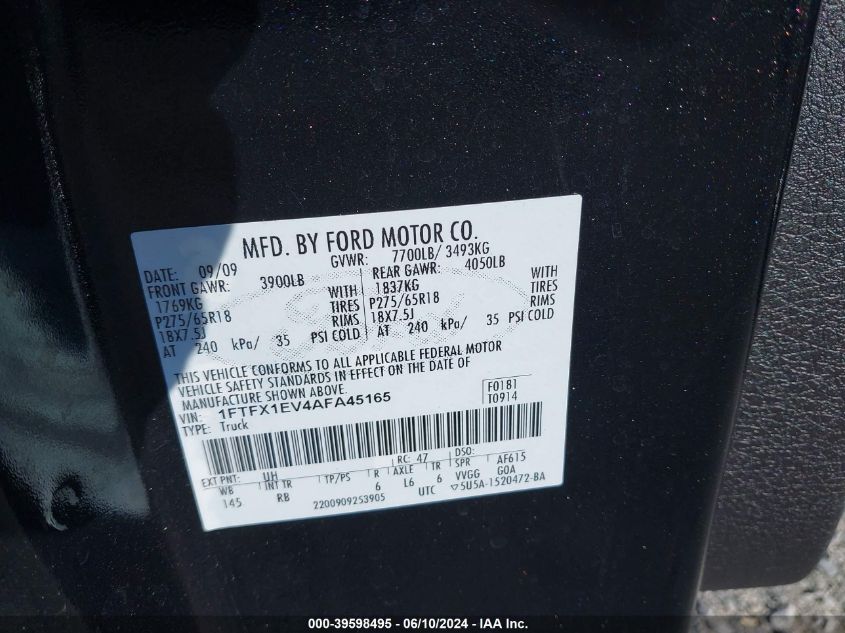 MFD. BY FORD MOTOR CO.
DATE: 09/09 GVWR: 7700LB/ 3493KG
FRONT GAWR: 3900LB REAR GAWR: 4050LB
1769KG WITH 1837KG WITH
P275/65R18 TIRES P275/65R18 TIRES
18X7.5J RIMS 18X7.5J RIMS
AT 240 kPa/ 35 PSI COLD AT 240 kPa/ 35 PSI COLD
THIS VEHICLE CONFORMS TO ALL APPLICABLE FEDERAL MOTOR
VEHICLE SAFETY STANDARDS IN EFFECT ON THE DATE OF
MANUFACTURE SHOWN ABOVE.
VIN: 1FTFX1EV4AFA45165 F0181
TYPE: Truck T0914
EXT PNT: UH RC: 47 DSO: AF615
WB INT TR TP/PS R AXLE TR SPR GOA
145 RB 6 L6 6 VVGG
2200909253905 UTC ▽5U5A-1520472-BA
000-39598495 - 06/10/2024 - IAA Inc.